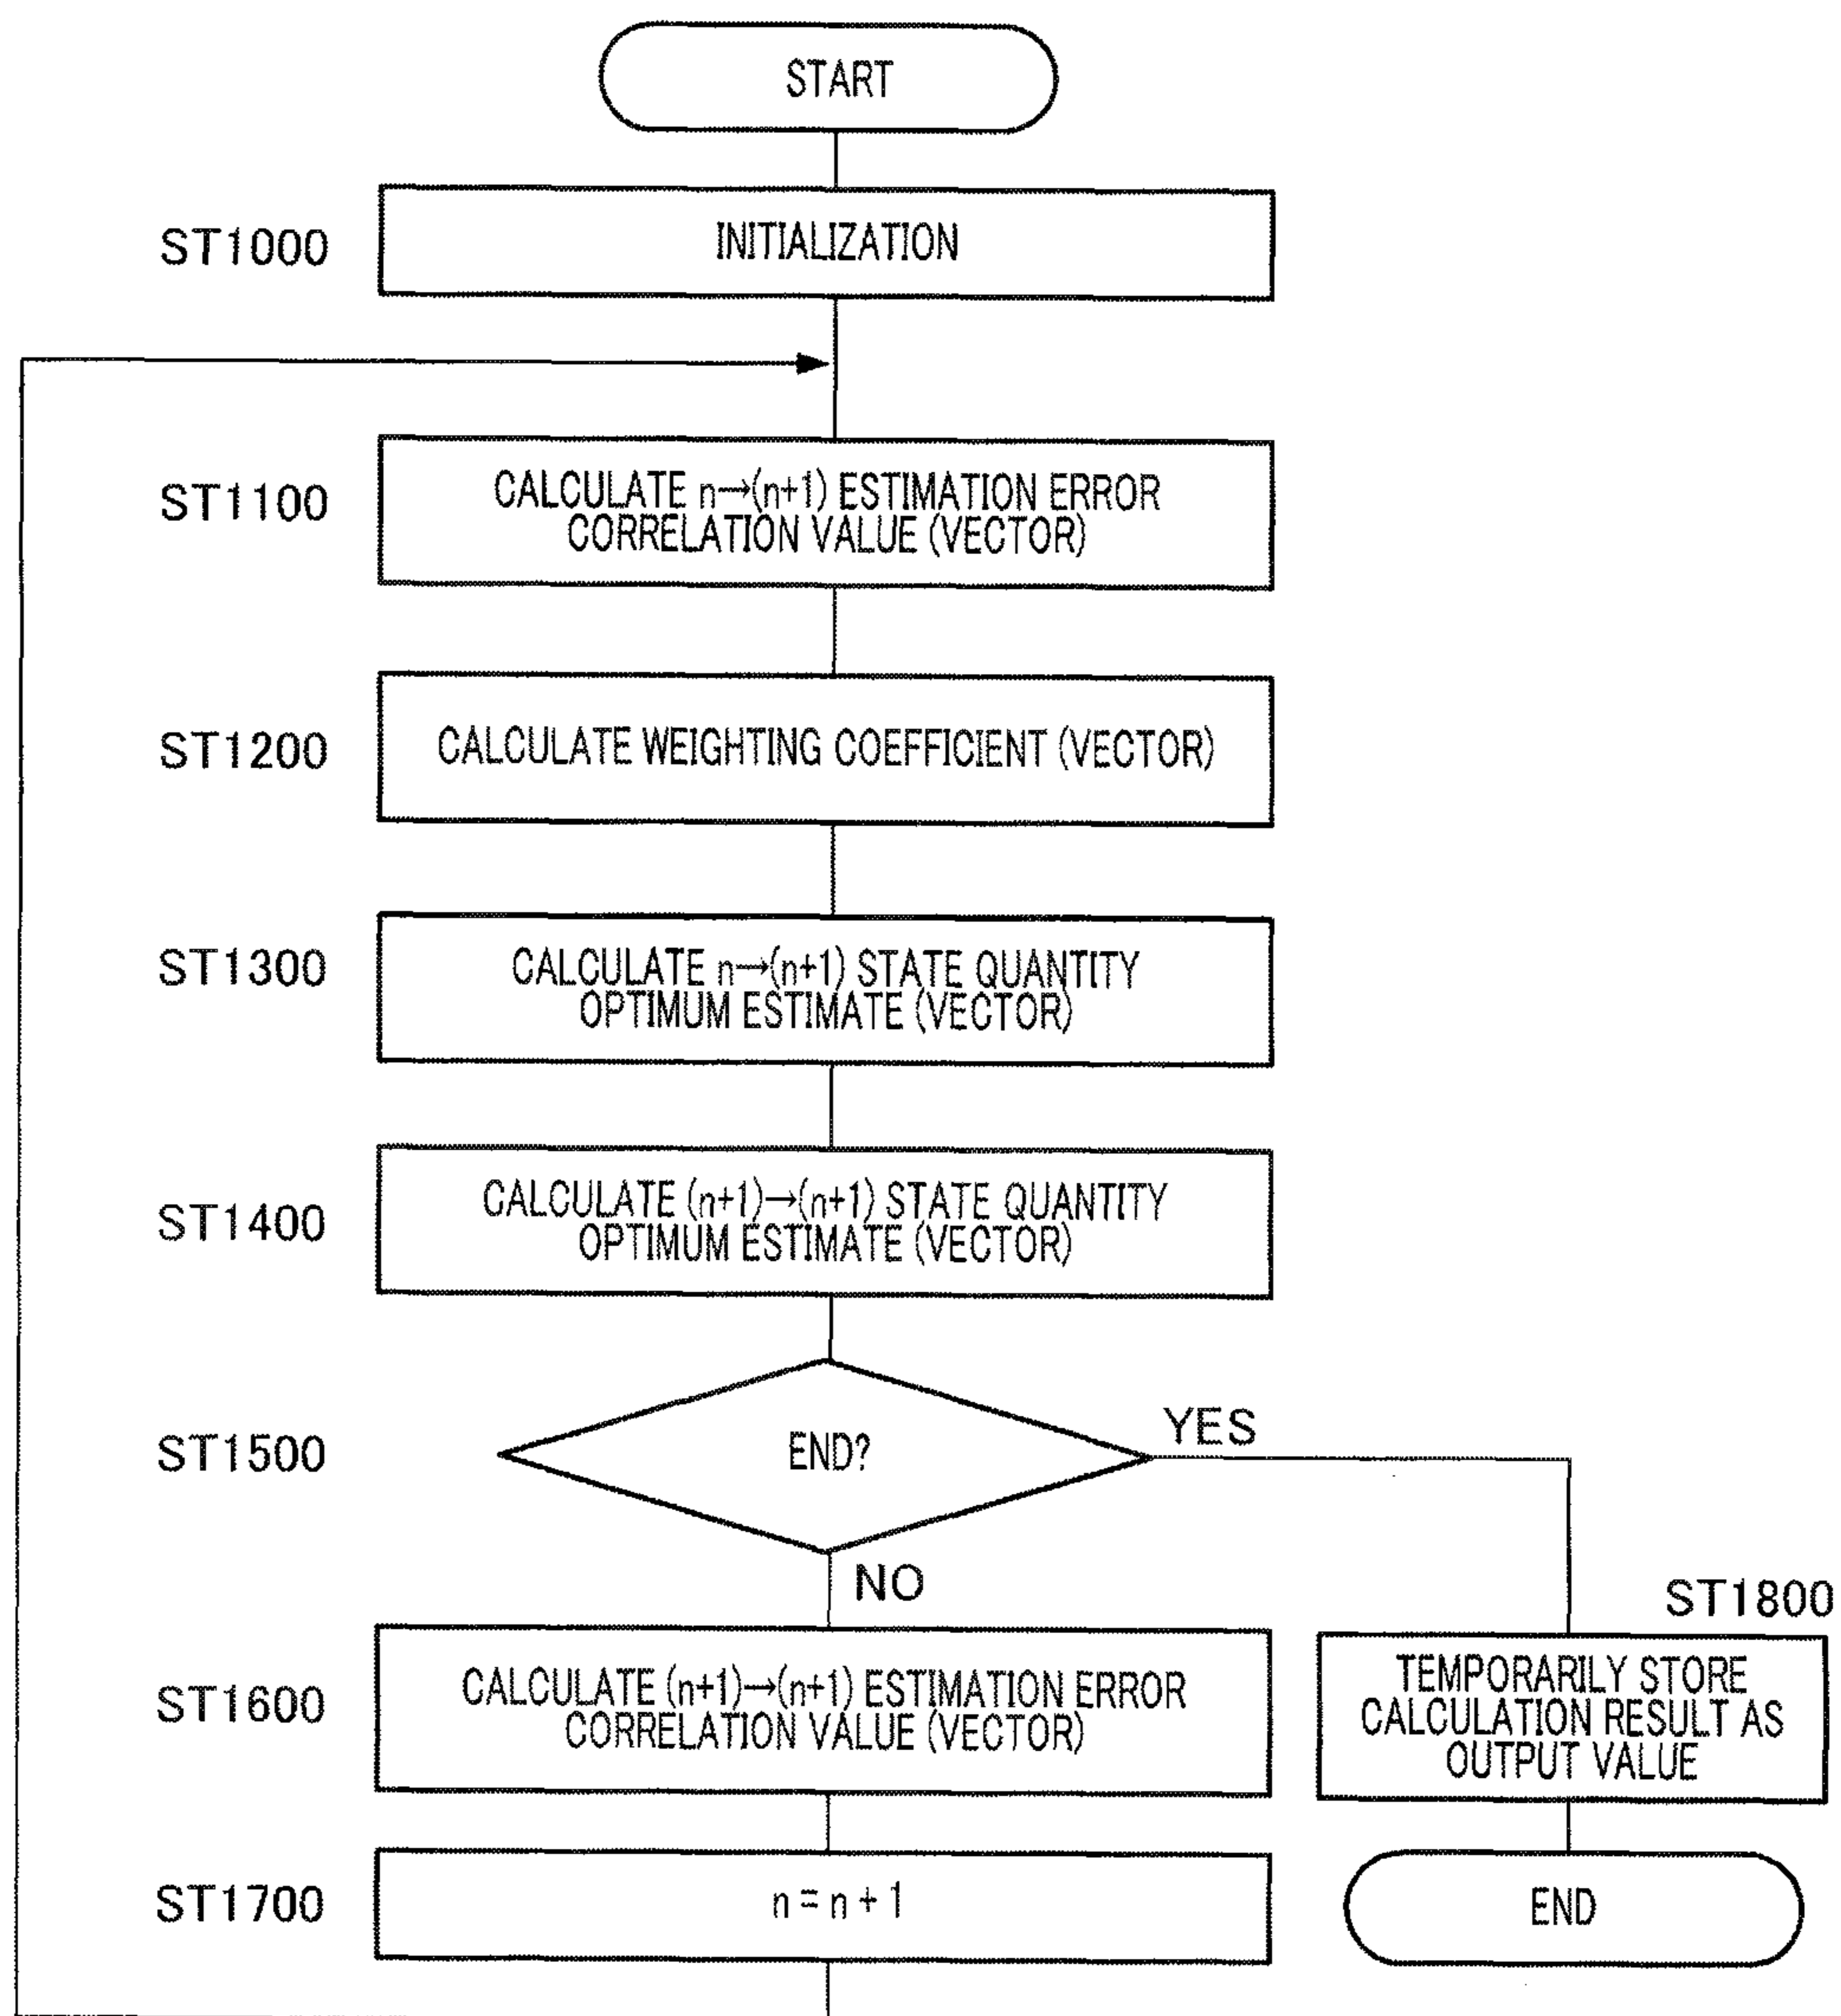 START
ST1000
INITIALIZATION
ST1100
CALCULATE n→(n+1) ESTIMATION ERROR
CORRELATION VALUE (VECTOR)
ST1200
CALCULATE WEIGHTING COEFFICIENT (VECTOR)
ST1300
CALCULATE n→(n+1) STATE QUANTITY
OPTIMUM ESTIMATE (VECTOR)
ST1400
CALCULATE (n+1)→(n+1) STATE QUANTITY
OPTIMUM ESTIMATE (VECTOR)
ST1500
END?
YES
NO
ST1600
CALCULATE (n+1)→(n+1) ESTIMATION ERROR
CORRELATION VALUE (VECTOR)
ST1700
n = n + 1
ST1800
TEMPORARILY STORE
CALCULATION RESULT AS
OUTPUT VALUE
END